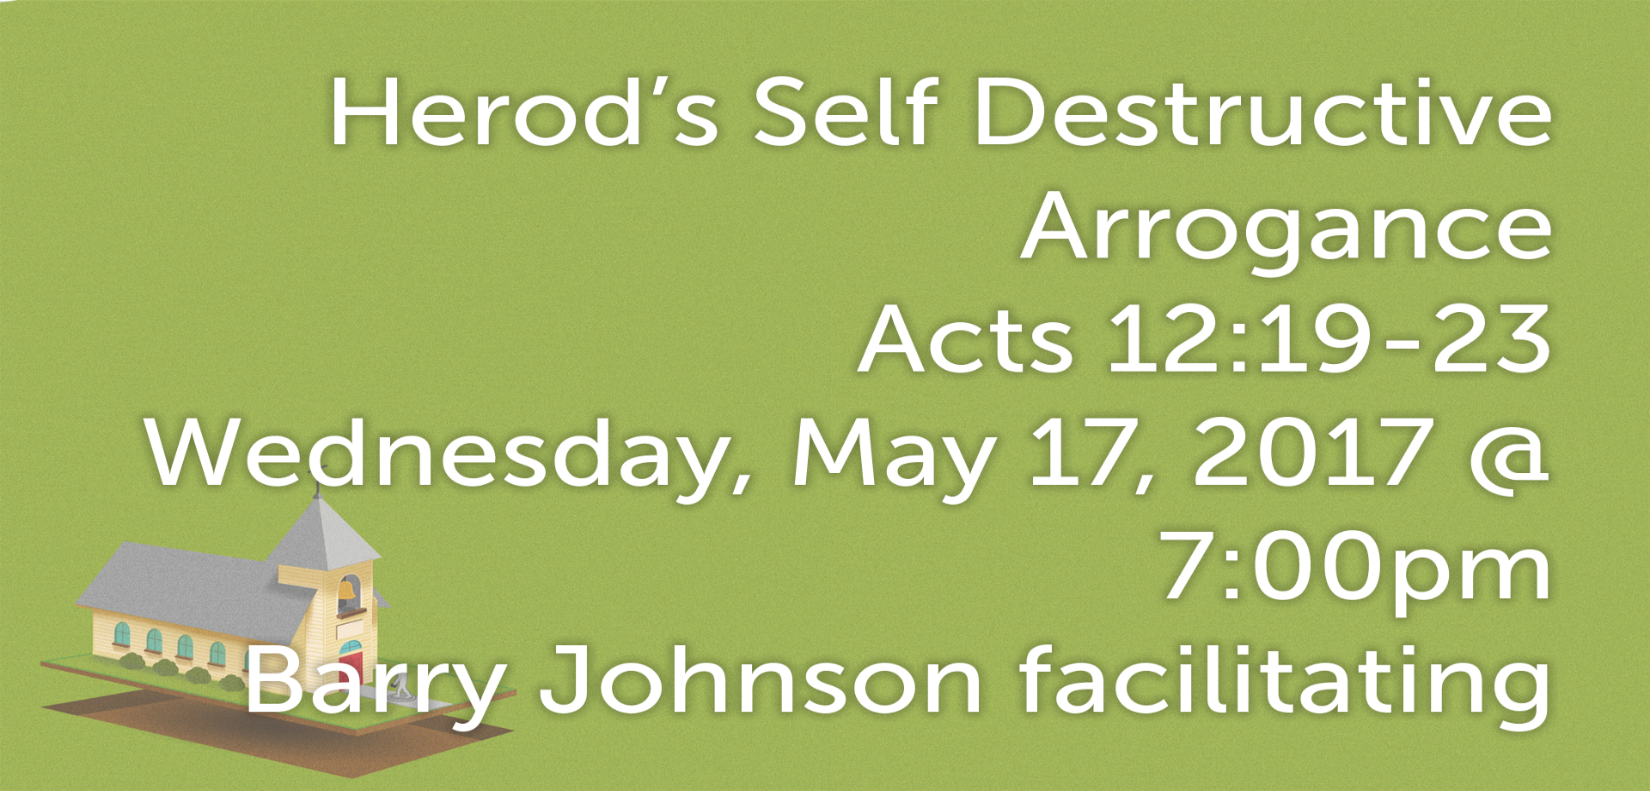 Herod’s Self Destructive
Arrogance
Acts 12:19-23
Wednesday, May 17, 2017 @
7:00pm
Barry Johnson facilitating